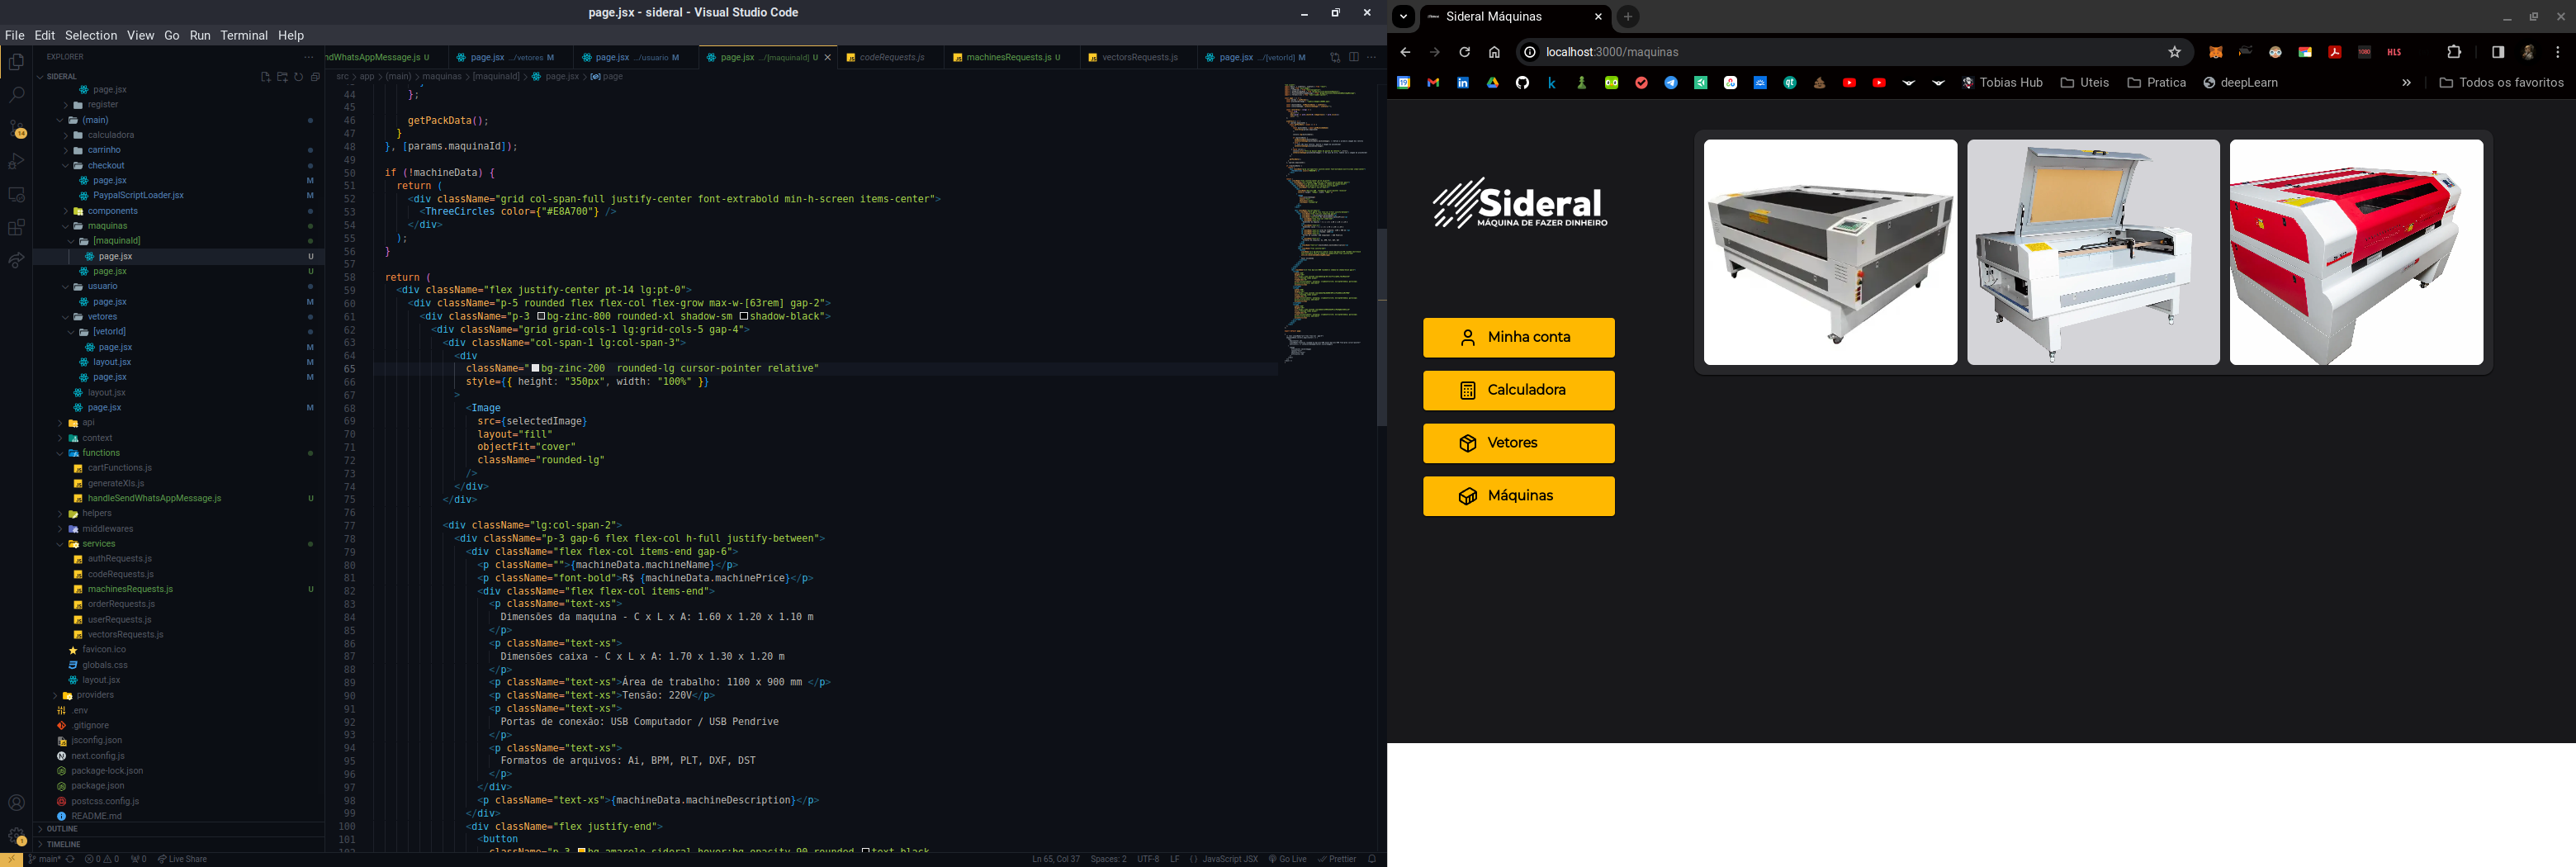 page.jsx - sideral - Visual Studio Code
File Edit Selection View Go Run Terminal Help
EXPLORER
SIDERAL
page.jsx
register
(main)
calculadora
carrinho
checkout
page.jsx M
PaypalScriptLoader.jsx M
components
maquinas
[maquinaId]
page.jsx U
page.jsx U
usuario
page.jsx M
vetores
[vetorId]
page.jsx M
layout.jsx M
page.jsx M
layout.jsx
page.jsx M
api
context
functions
cartFunctions.js
generateXls.js
handleSendWhatsAppMessage.js U
helpers
middlewares
services
authRequests.js
codeRequests.js
machinesRequests.js U
orderRequests.js
userRequests.js
vectorsRequests.js
favicon.ico
globals.css
layout.jsx
providers
.env
.gitignore
jsconfig.json
next.config.js
package-lock.json
package.json
postcss.config.js
README.md
OUTLINE
TIMELINE
ndWhatsAppMessage.js U page.jsx .../vetores M page.jsx .../usuario M page.jsx .../[maquinaId] U codeRequests.js machinesRequests.js U vectorsRequests.js page.jsx .../[vetorId] M
src > app > (main) > maquinas > [maquinaId] > page.jsx > page
44 };
45
46 getPackData();
47 }
48 }, [params.maquinaId]);
49
50 if (!machineData) {
51 return (
52 <div className="grid col-span-full justify-center font-extrabold min-h-screen items-center">
53 <ThreeCircles color={"#E8A700"} />
54 </div>
55 );
56 }
57
58 return (
59 <div className="flex justify-center pt-14 lg:pt-0">
60 <div className="p-5 rounded flex flex-col flex-grow max-w-[63rem] gap-2">
61 <div className="p-3 bg-zinc-800 rounded-xl shadow-sm shadow-black">
62 <div className="grid grid-cols-1 lg:grid-cols-5 gap-4">
63 <div className="col-span-1 lg:col-span-3">
64 <div
65 className="bg-zinc-200  rounded-lg cursor-pointer relative"
66 style={{ height: "350px", width: "100%" }}
67 >
68 <Image
69 src={selectedImage}
70 layout="fill"
71 objectFit="cover"
72 className="rounded-lg"
73 />
74 </div>
75 </div>
76
77 <div className="lg:col-span-2">
78 <div className="p-3 gap-6 flex flex-col h-full justify-between">
79 <div className="flex flex-col items-end gap-6">
80 <p className="">{machineData.machineName}</p>
81 <p className="font-bold">R$ {machineData.machinePrice}</p>
82 <div className="flex flex-col items-end">
83 <p className="text-xs">
84 Dimensões da maquina - C x L x A: 1.60 x 1.20 x 1.10 m
85 </p>
86 <p className="text-xs">
87 Dimensões caixa - C x L x A: 1.70 x 1.30 x 1.20 m
88 </p>
89 <p className="text-xs">Área de trabalho: 1100 x 900 mm </p>
90 <p className="text-xs">Tensão: 220V</p>
91 <p className="text-xs">
92 Portas de conexão: USB Computador / USB Pendrive
93 </p>
94 <p className="text-xs">
95 Formatos de arquivos: Ai, BPM, PLT, DXF, DST
96 </p>
97 </div>
98 <p className="text-xs">{machineData.machineDescription}</p>
99 </div>
100 <div className="flex justify-end">
101 <button
main* 0 0 0 Live Share Ln 65, Col 37 Spaces: 2 UTF-8 LF JavaScript JSX Go Live Prettier
Sideral Máquinas
localhost:3000/maquinas
HLS
Tobias Hub Uteis Pratica deepLearn Todos os favoritos
Sideral
MÁQUINA DE FAZER DINHEIRO
Minha conta
Calculadora
Vetores
Máquinas